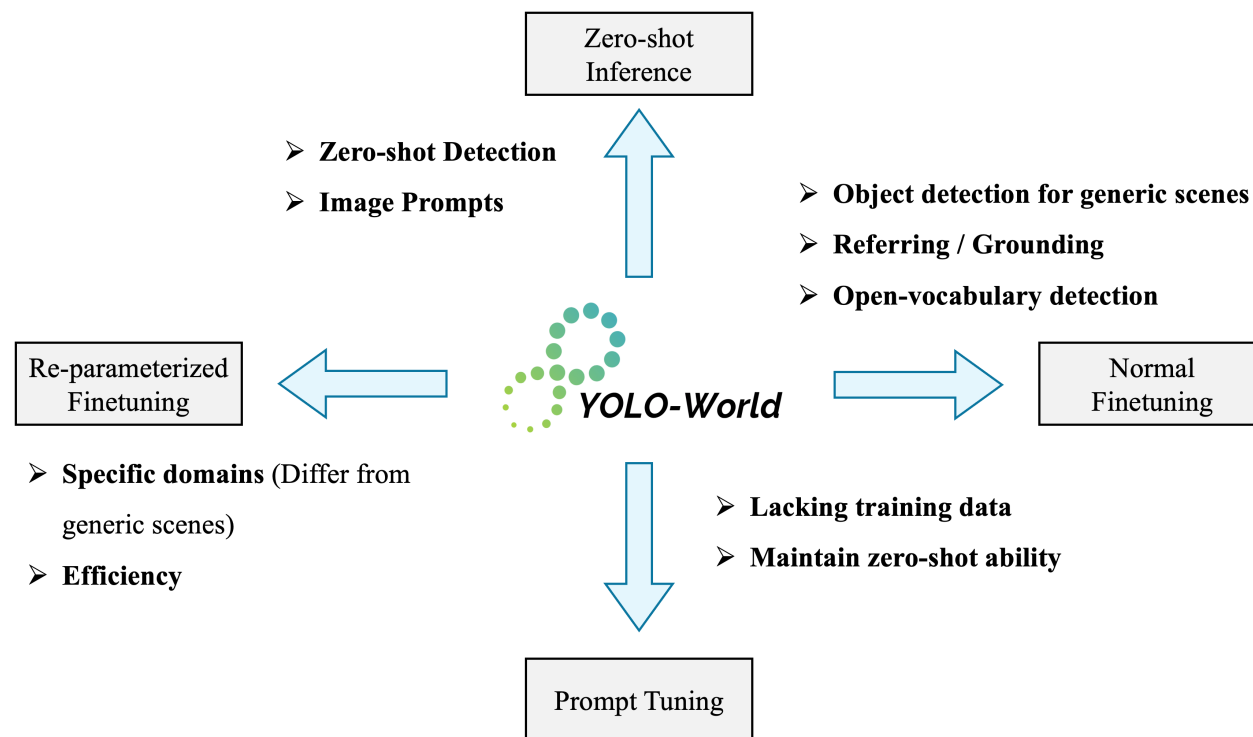 Zero-shot
Inference
➢ Zero-shot Detection
➢ Image Prompts
➢ Object detection for generic scenes
➢ Referring / Grounding
➢ Open-vocabulary detection
Re-parameterized
Finetuning
YOLO-World
Normal
Finetuning
➢ Specific domains (Differ from
generic scenes)
➢ Efficiency
➢ Lacking training data
➢ Maintain zero-shot ability
Prompt Tuning